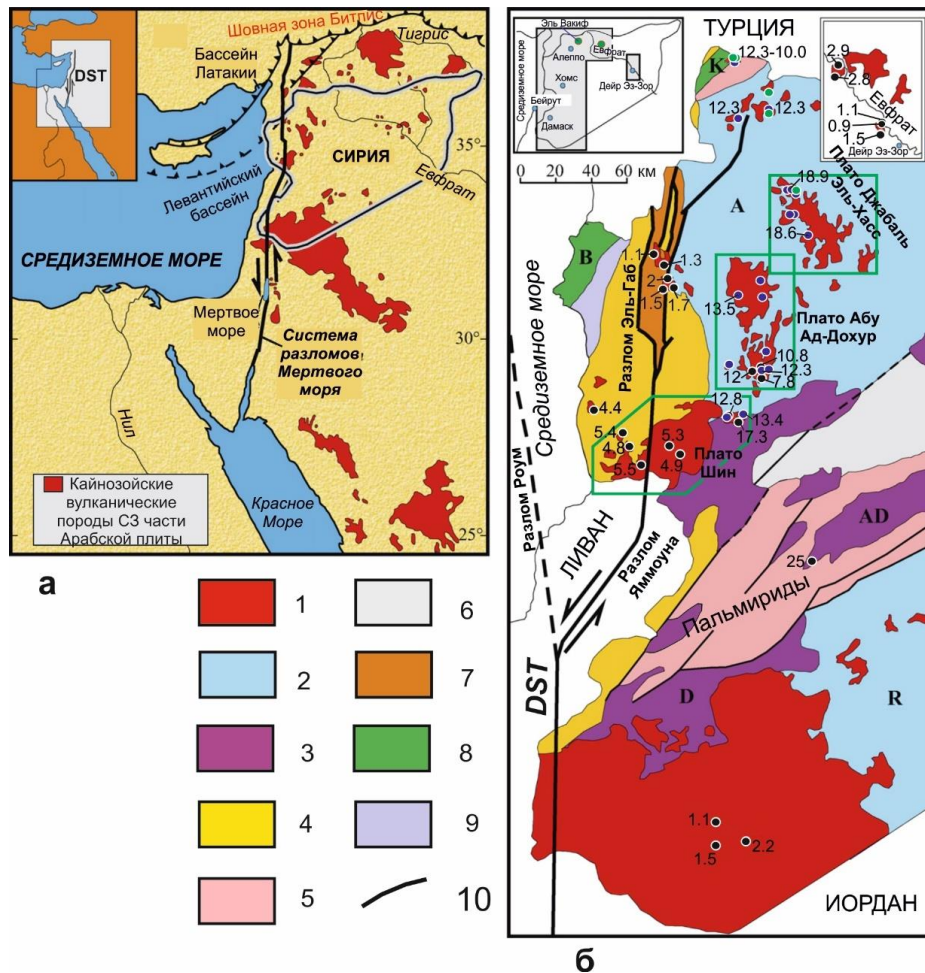 DST
Шовная зона Битлис
Тигрис
Бассейн
Латакии
СИРИЯ
35°
Евфрат
Левантийский
бассейн
СРЕДИЗЕМНОЕ МОРЕ
Мертвое
море
30°
Система
разломов
Мертвого
моря
Нил
Красное
Море
25°
Кайнозойские
вулканические
породы СЗ части
Арабской плиты
а
1
2
3
4
5
6
7
8
9
10
Эль Вакиф
Евфрат
Алеппо
Средиземное море
Хомс
Дейр Эз-Зор
Бейрут
Дамаск
0 20 40 60 км
ТУРЦИЯ
K
12.3-10.0
12.3
12.3
2.9
2.8
Евфрат
1.1
0.9
1.5
Дейр Эз-Зор
A
18.9
18.6
Плато Джабаль
Эль-Хасс
B
Средиземное море
Разлом Эль-Габ
1.1
1.3
2
1.5
1.7
13.5
Плато Абу
Ад-Дохур
10.8
12.3
12
7.8
12.8
13.4
17.3
4.4
5.4
4.8
5.5
5.3
4.9
Плато
Шин
Разлом Роум
ЛИВАН
Разлом
Яммоуна
AD
25
Пальмириды
DST
D
R
1.1
1.5
2.2
ИОРДАН
б